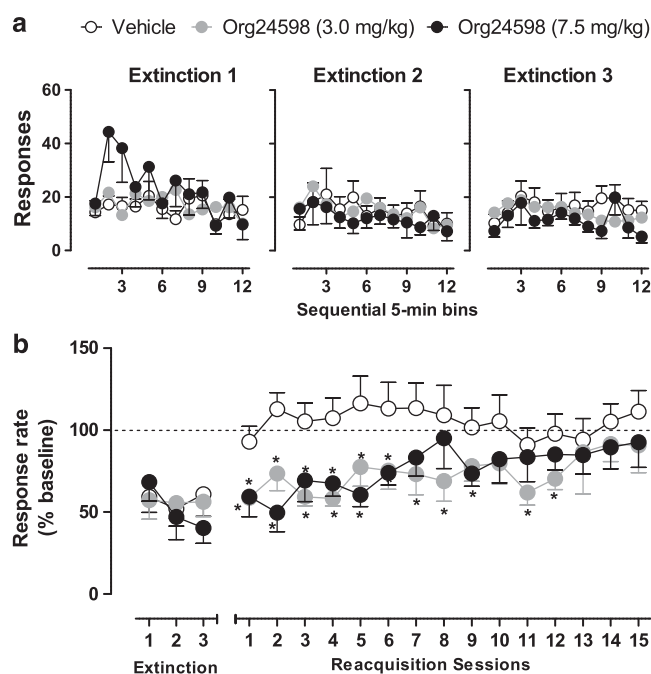 a
Vehicle Org24598 (3.0 mg/kg) Org24598 (7.5 mg/kg)
Extinction 1 Extinction 2 Extinction 3
Responses
60
40
20
0
3 6 9 12 3 6 9 12 3 6 9 12
Sequential 5-min bins
b
Response rate
(% baseline)
150
100
50
0
* * * * * * * * * * * * * * *
1 2 3 1 2 3 4 5 6 7 8 9 10 11 12 13 14 15
Extinction Reacquisition Sessions